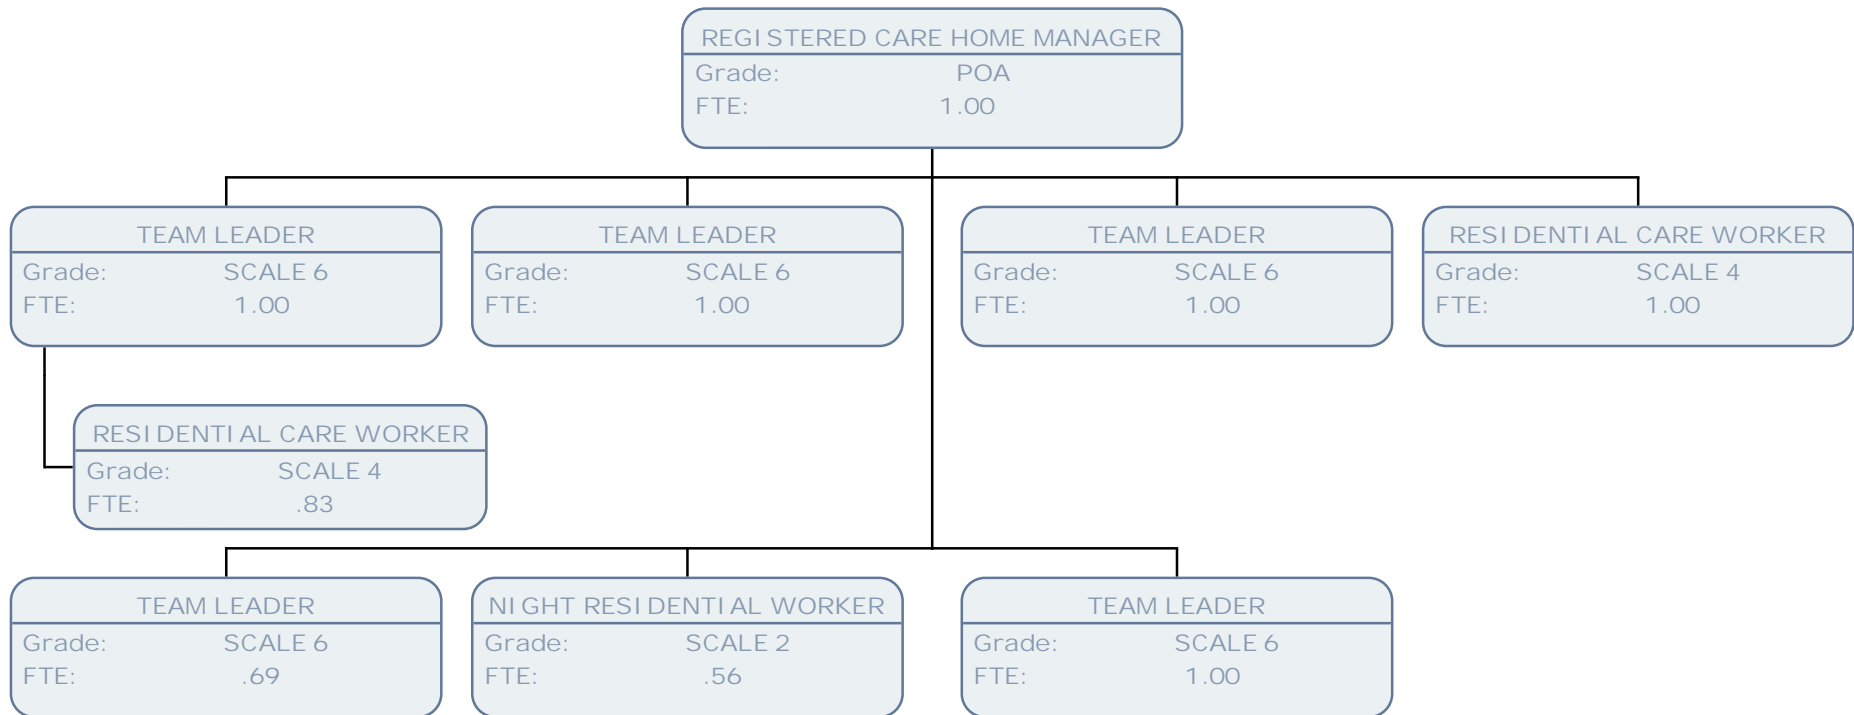 REGISTERED CARE HOME MANAGER
Grade: POA
FTE: 1.00
TEAM LEADER
Grade: SCALE 6
FTE: 1.00
TEAM LEADER
Grade: SCALE 6
FTE: 1.00
TEAM LEADER
Grade: SCALE 6
FTE: 1.00
RESIDENTIAL CARE WORKER
Grade: SCALE 4
FTE: 1.00
RESIDENTIAL CARE WORKER
Grade: SCALE 4
FTE: .83
TEAM LEADER
Grade: SCALE 6
FTE: .69
NIGHT RESIDENTIAL WORKER
Grade: SCALE 2
FTE: .56
TEAM LEADER
Grade: SCALE 6
FTE: 1.00